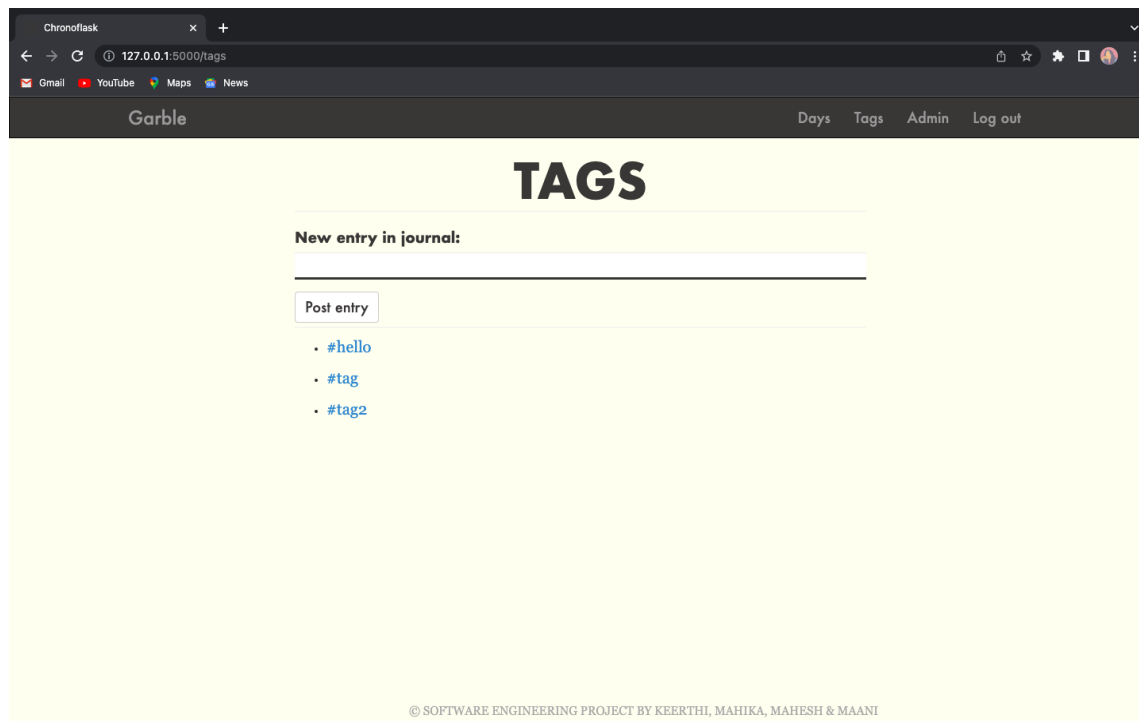 Chronoflask × +
127.0.0.1:5000/tags
Gmail YouTube Maps News
Garble Days Tags Admin Log out
TAGS
New entry in journal:
Post entry
#hello
#tag
#tag2
© SOFTWARE ENGINEERING PROJECT BY KEERTHI, MAHIKA, MAHESH & MAANI